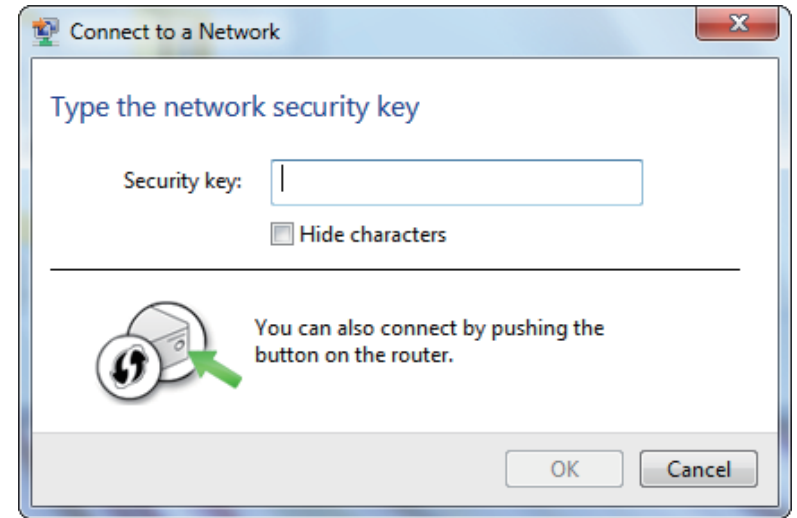 Connect to a Network
Type the network security key
Security key:
Hide characters
You can also connect by pushing the
button on the router.
OK
Cancel